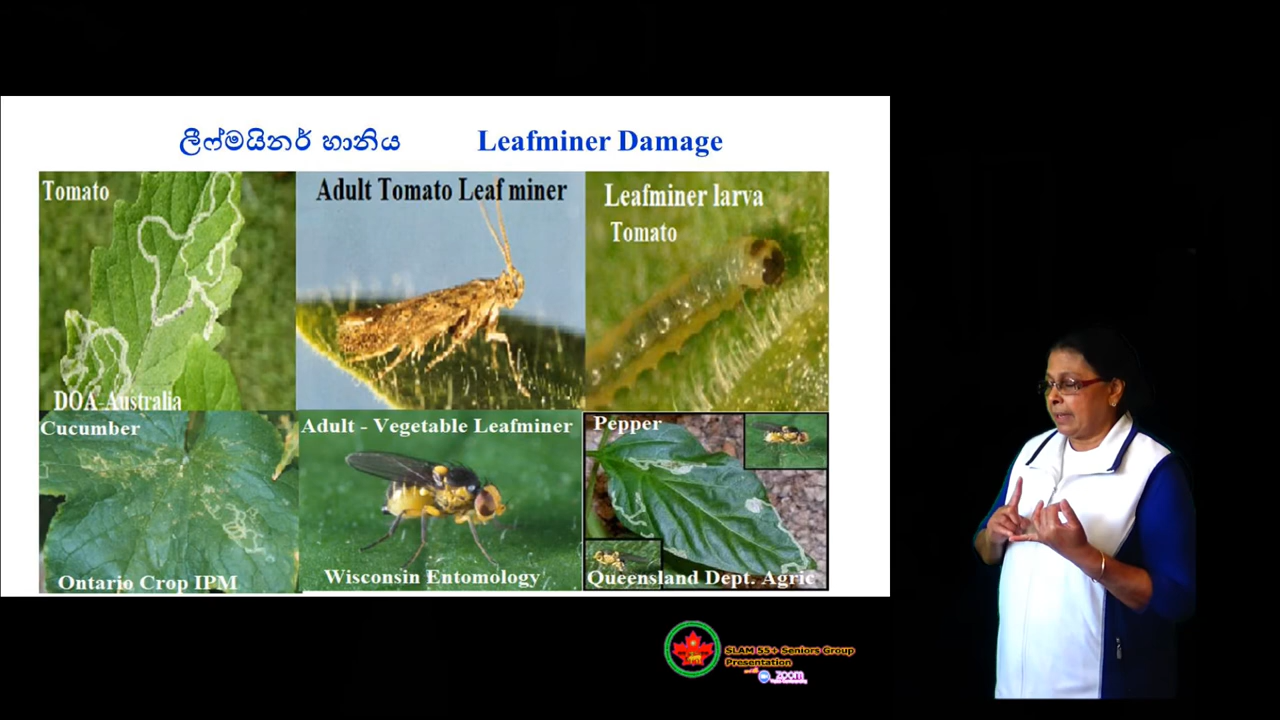 ලීෆ්මයිනර් හානිය Leafminer Damage
Tomato
Adult Tomato Leaf miner
Leafminer larva
Tomato
DOA-Australia
Cucumber
Adult - Vegetable Leafminer
Pepper
Ontario Crop IPM
Wisconsin Entomology
Queensland Dept. Agric
SLAM 55+ Seniors Group
Presentation
zoom